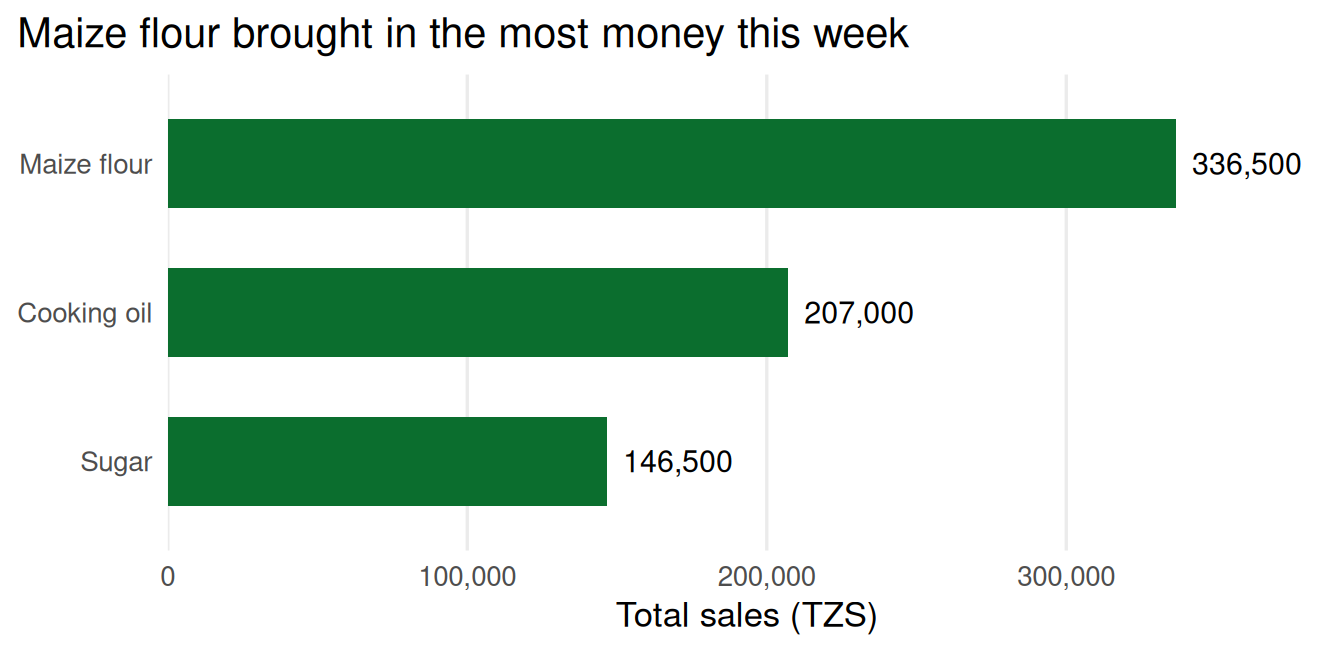 Maize flour brought in the most money this week
Maize flour
336,500
Cooking oil
207,000
Sugar
146,500
0
100,000
200,000
300,000
Total sales (TZS)